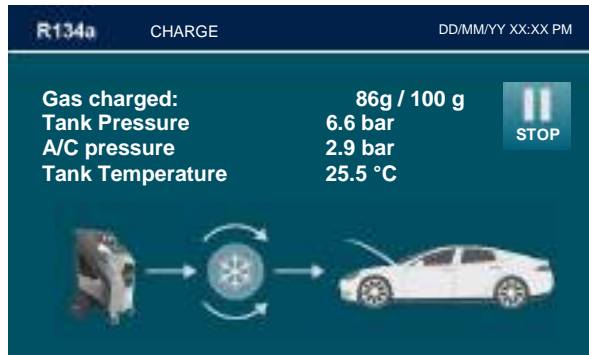 R134a CHARGE DD/MM/YY XX:XX PM
Gas charged: 86g / 100 g
Tank Pressure 6.6 bar
STOP
A/C pressure 2.9 bar
Tank Temperature 25.5 °C